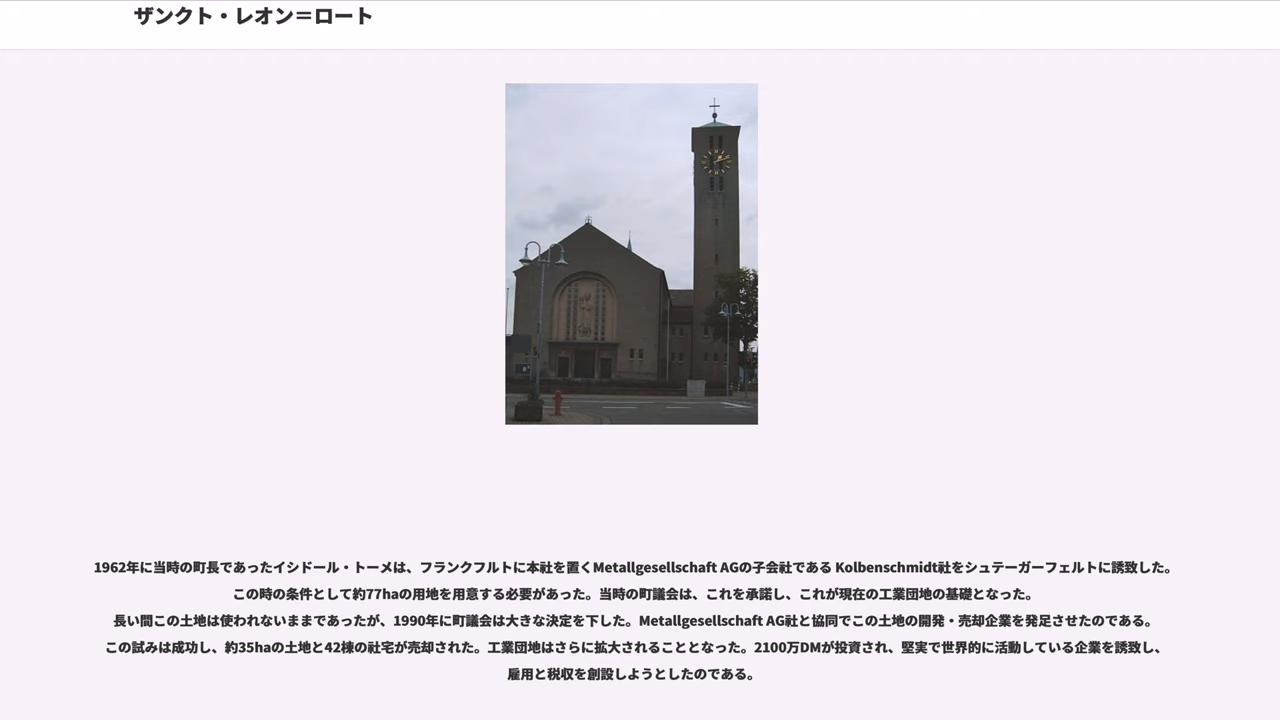 ザンクト・レオン＝ロート
1962年に当時の町長であったイシドール・トーメは、フランクフルトに本社を置くMetallgesellschaft AGの子会社である Kolbenschmidt社をシュテーガーフェルトに誘致した。
この時の条件として約77haの用地を用意する必要があった。当時の町議会は、これを承諾し、これが現在の工業団地の基礎となった。
長い間この土地は使われないままであったが、1990年に町議会は大きな決定を下した。Metallgesellschaft AG社と協同でこの土地の開発・売却企業を発足させたのである。
この試みは成功し、約35haの土地と42棟の社宅が売却された。工業団地はさらに拡大されることとなった。2100万DMが投資され、堅実で世界的に活動している企業を誘致し、
雇用と税収を創設しようとしたのである。